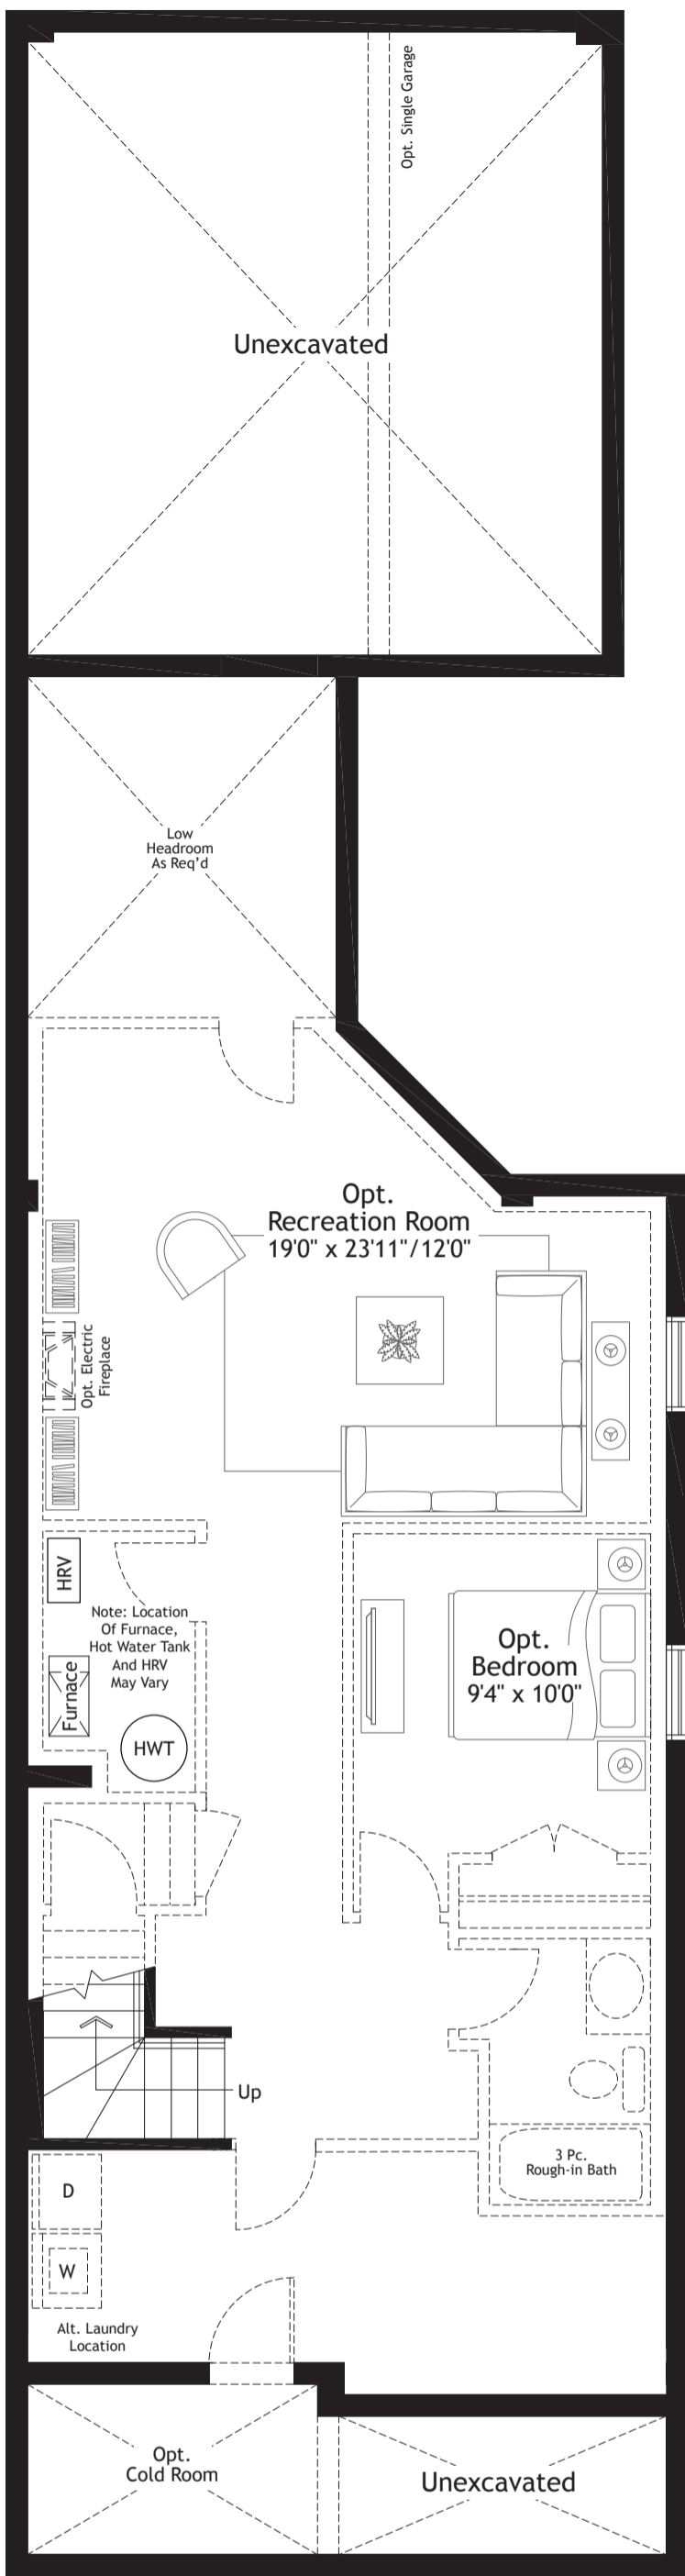 Opt. Single Garage
Unexcavated
Low
Headroom
As Req'd
Opt.
Recreation Room
19'0" x 23'11"/12'0"
Opt. Electric
Fireplace
HRV
Note: Location
Of Furnace,
Hot Water Tank
And HRV
May Vary
Furnace
HWT
Opt.
Bedroom
9'4" x 10'0"
Up
3 Pc.
Rough-in Bath
D
W
Alt. Laundry
Location
Opt.
Cold Room
Unexcavated